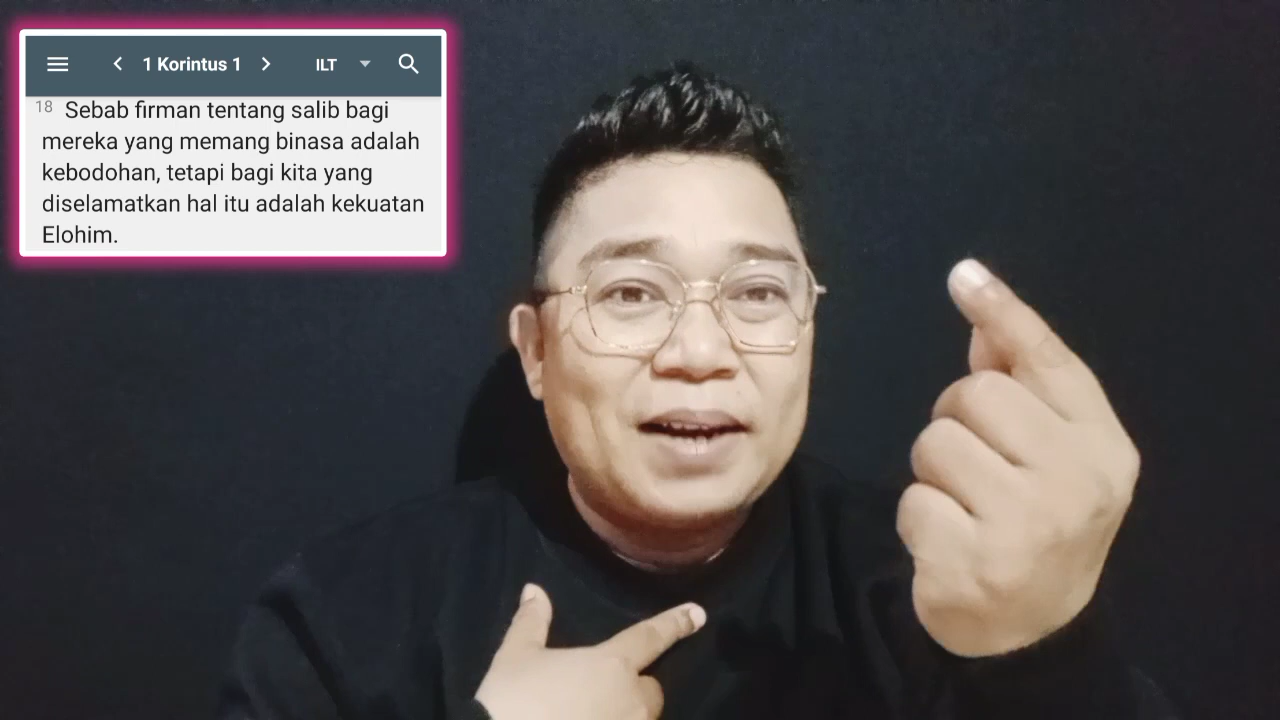 1 Korintus 1 ILT
18 Sebab firman tentang salib bagi
mereka yang memang binasa adalah
kebodohan, tetapi bagi kita yang
diselamatkan hal itu adalah kekuatan
Elohim.